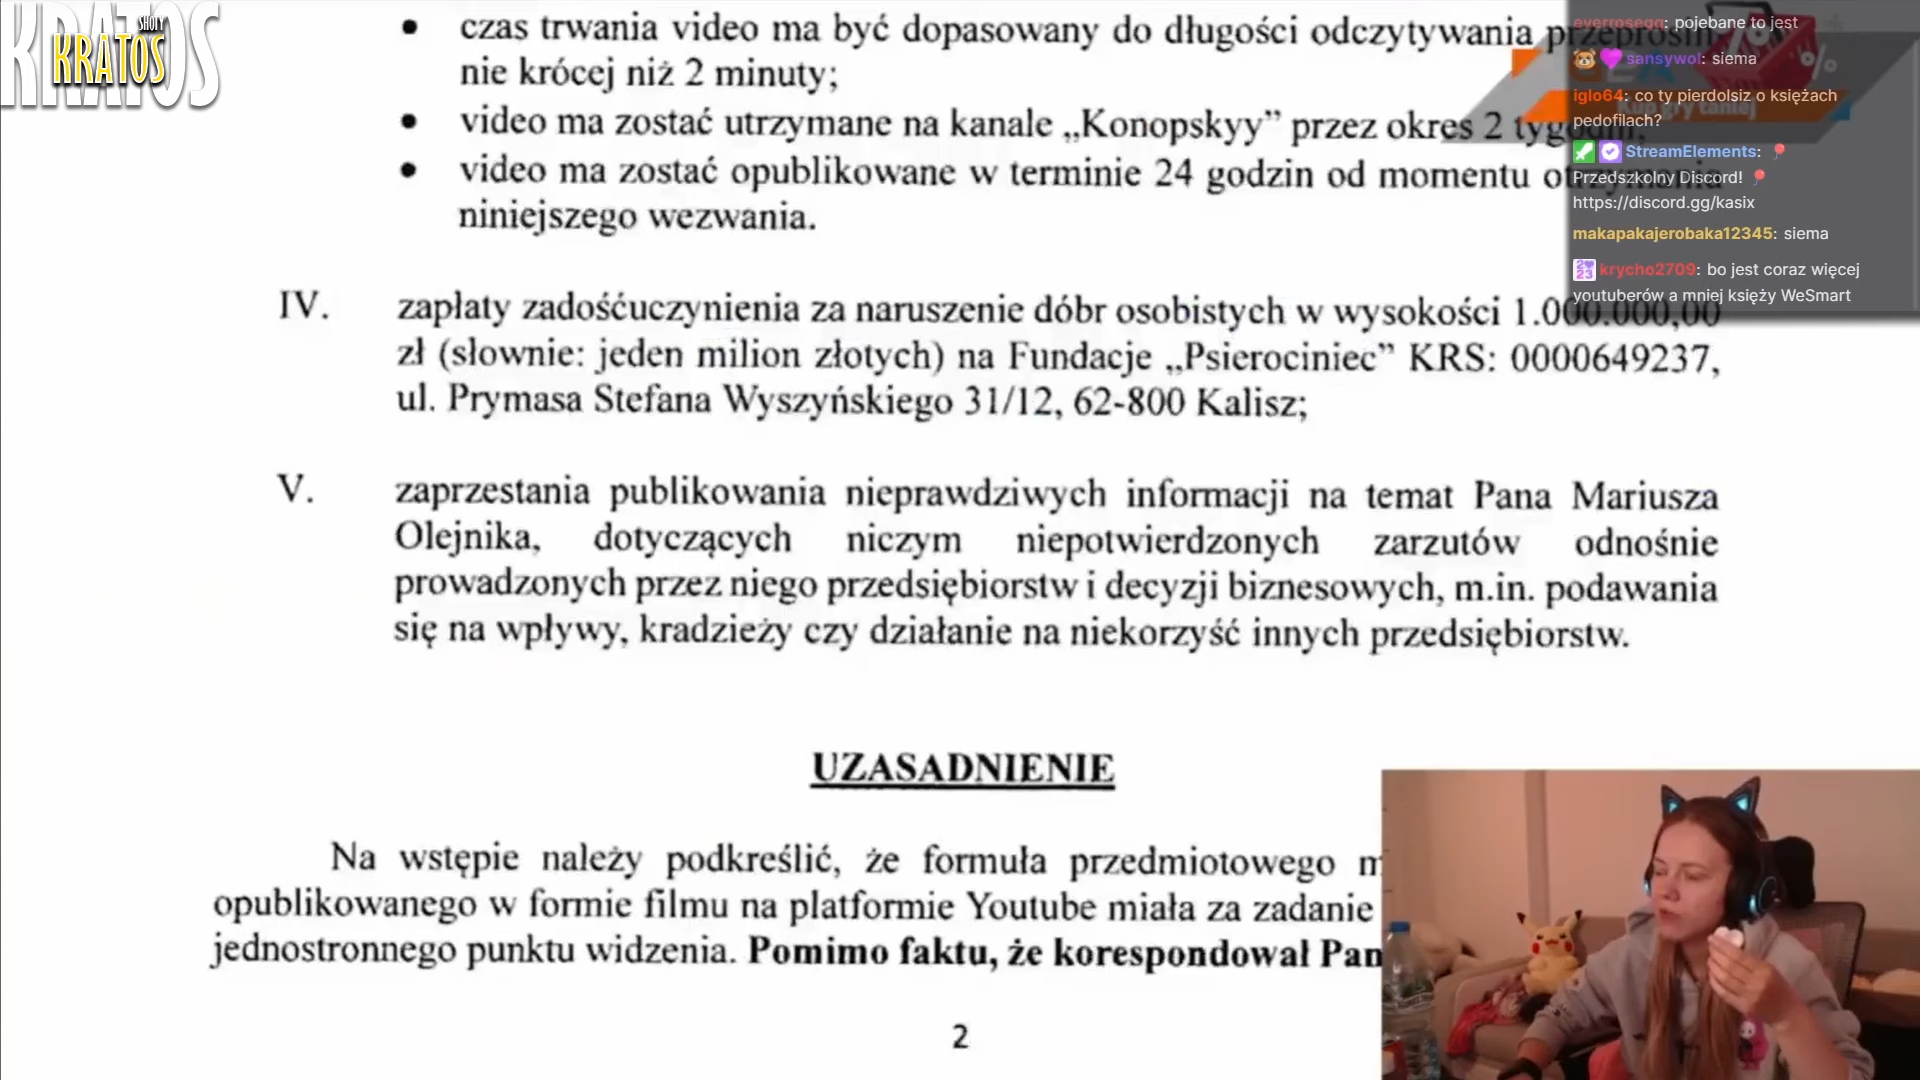 KRATOS
SHOTY
KRATOS
• czas trwania video ma być dopasowany do długości odczytywania
nie krócej niż 2 minuty;
• video ma zostać utrzymane na kanale „Konopskyy” przez okres 2
• video ma zostać opublikowane w terminie 24 godzin od momentu
niniejszego wezwania.
IV. zapłaty zadośćuczynienia za naruszenie dóbr osobistych w wysokości 1.000.000,00
zł (słownie: jeden milion złotych) na Fundacje „Psierociniec” KRS: 0000649237,
ul. Prymasa Stefana Wyszyńskiego 31/12, 62-800 Kalisz;
V. zaprzestania publikowania nieprawdziwych informacji na temat Pana Mariusza
Olejnika, dotyczących niczym niepotwierdzonych zarzutów odnośnie
prowadzonych przez niego przedsiębiorstw i decyzji biznesowych, m.in. podawania
się na wpływy, kradzieży czy działanie na niekorzyść innych przedsiębiorstw.
UZASADNIENIE
Na wstępie należy podkreślić, że formuła przedmiotowego
opublikowanego w formie filmu na platformie Youtube miała za zadanie
jednostronnego punktu widzenia. Pomimo faktu, że korespondował Pan
2
: pojebane to jest
sansywol: siema
iglo64: co ty pierdolsiz o księżach
pedofilach?
StreamElements:
Przedszkolny Discord!
https://discord.gg/kasix
makapakajerobaka12345: siema
krycho2709: bo jest coraz więcej
youtuberów a mniej księży WeSmart